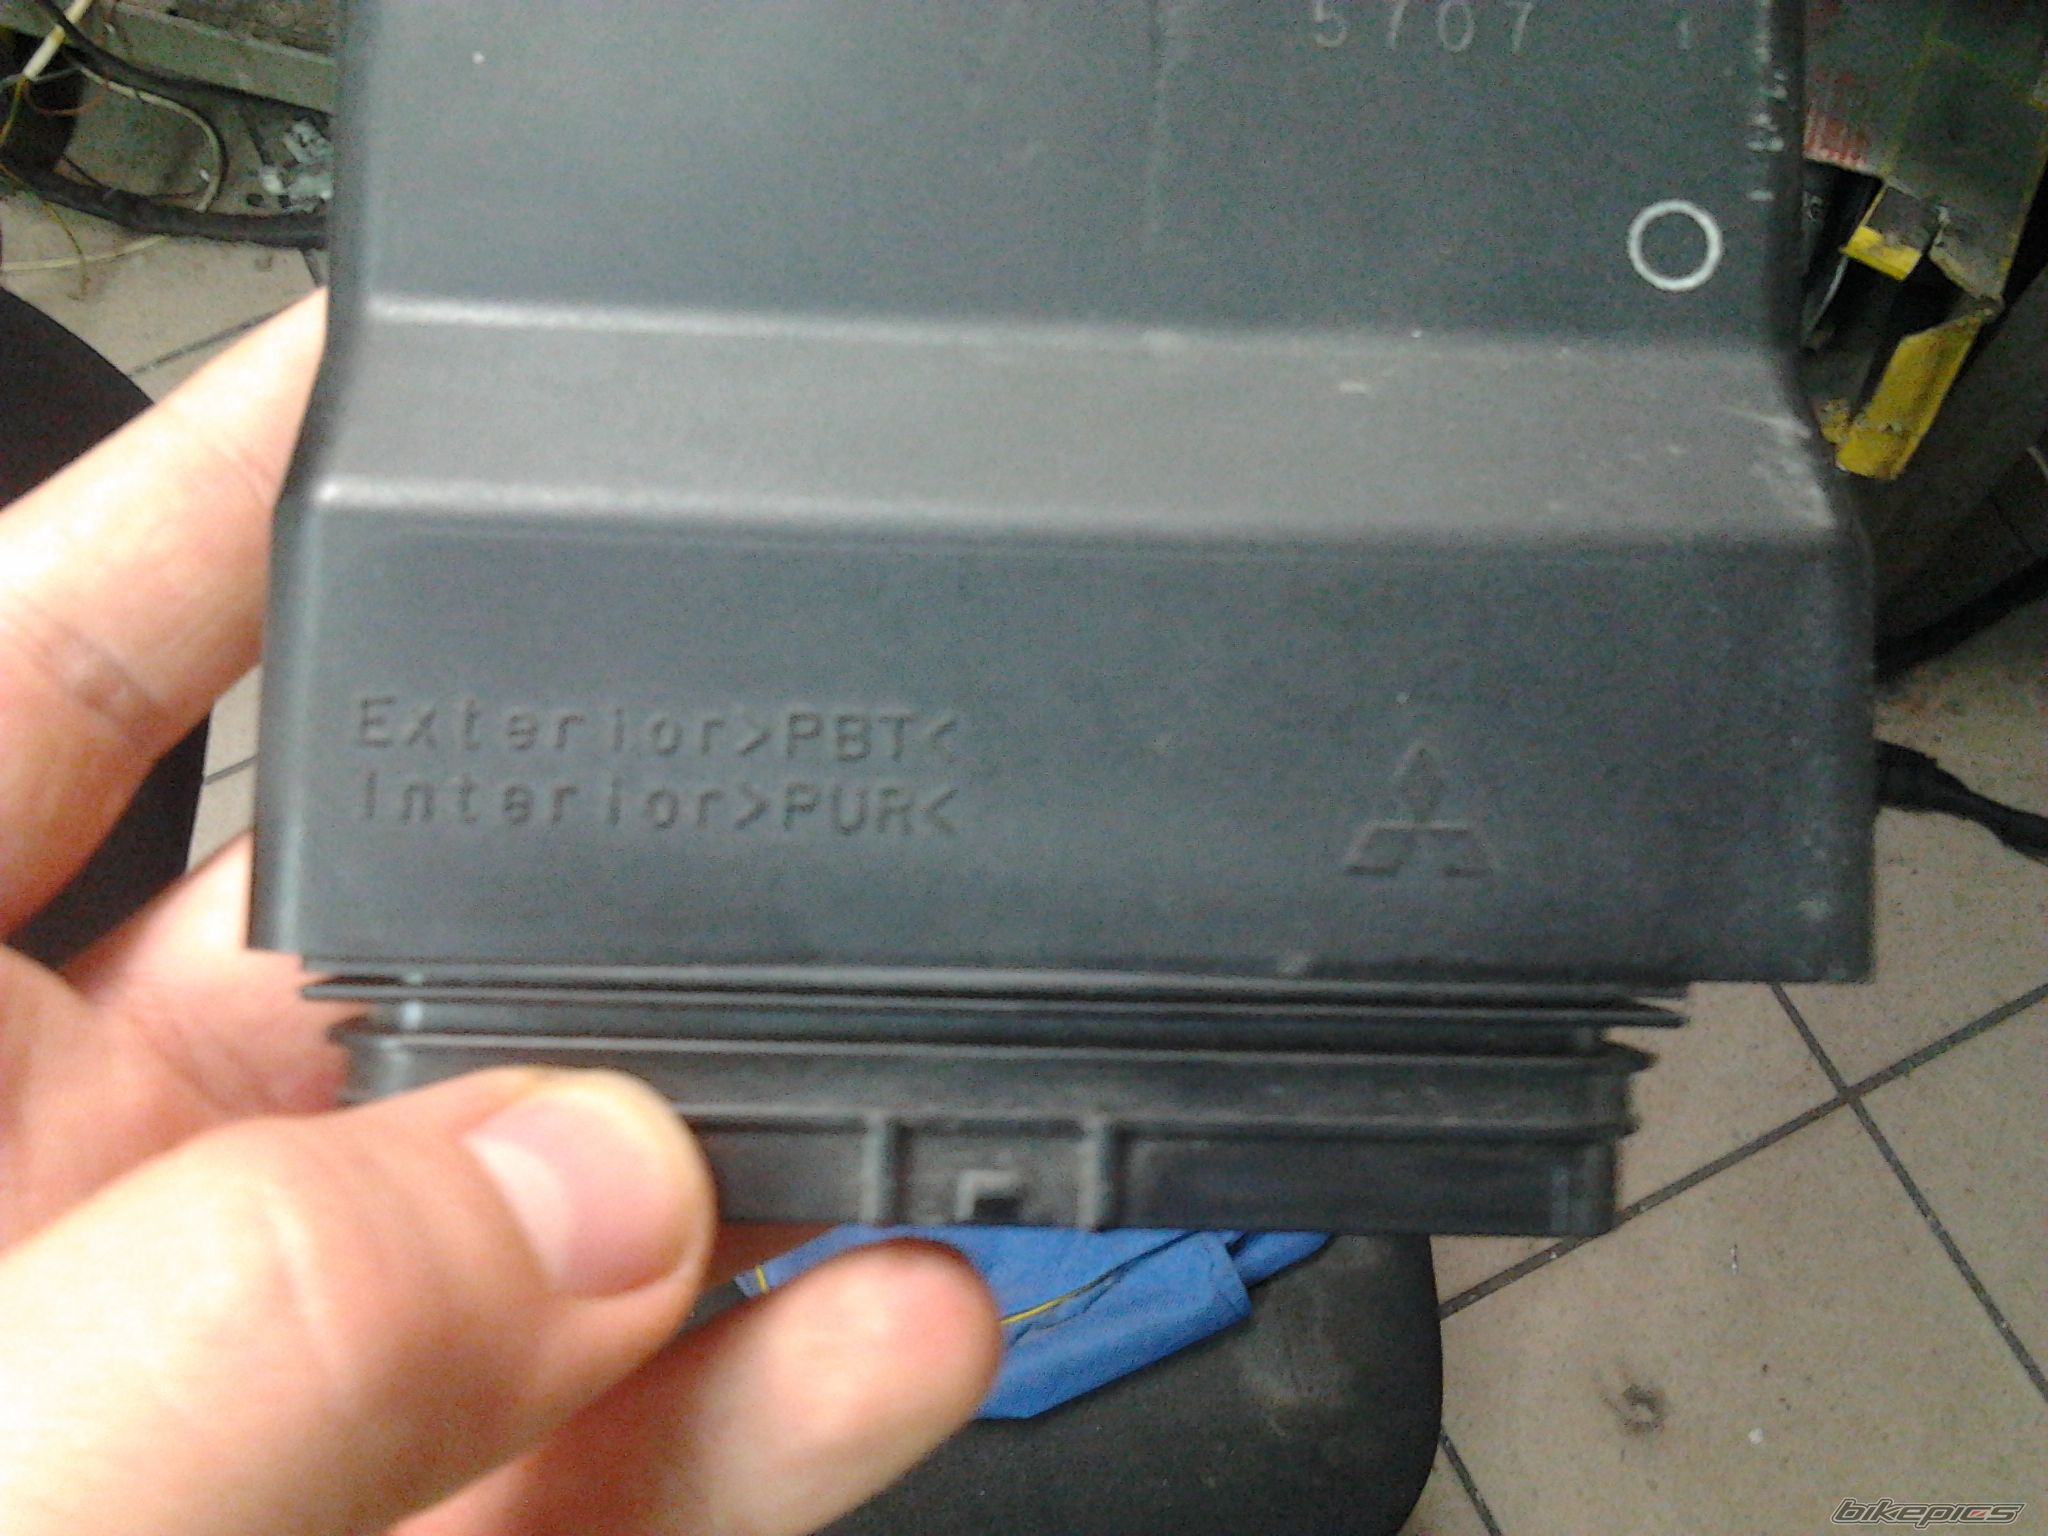 5707
Exterior>PBT<
Interior>PUR<
bikepics